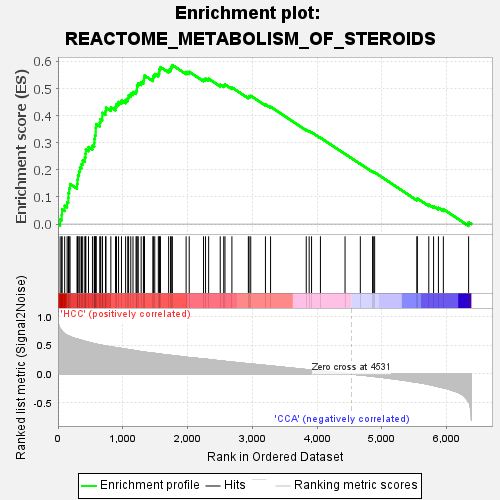 Enrichment plot:
REACTOME_METABOLISM_OF_STEROIDS
Enrichment score (ES)
0.6
0.5
0.4
0.3
0.2
0.1
0.0
Ranked list metric (Signal2Noise)
1.0
0.5
0.0
-0.5
'HCC' (positively correlated)
Zero cross at 4531
'CCA' (negatively correlated)
0
1,000
2,000
3,000
4,000
5,000
6,000
Rank in Ordered Dataset
Enrichment profile
Hits
Ranking metric scores